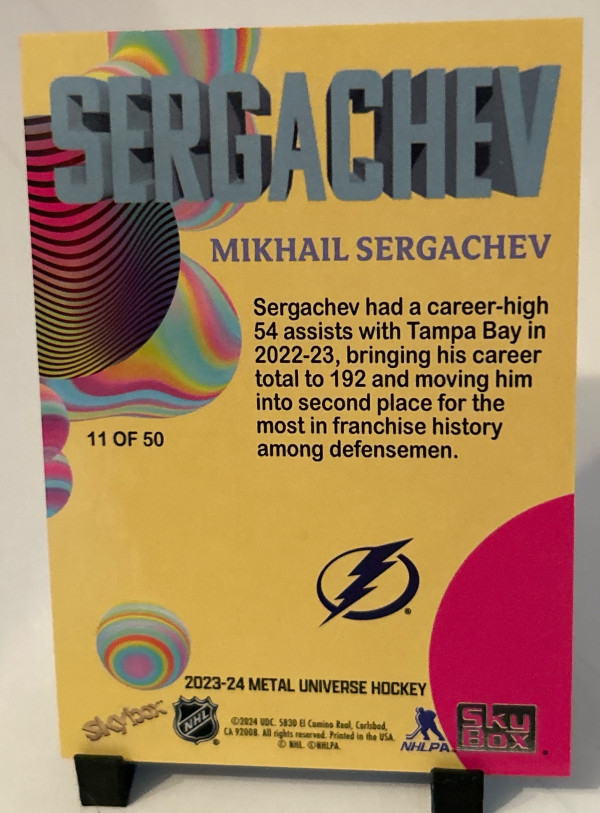 SERGACHEV
MIKHAIL SERGACHEV
Sergachev had a career-high
54 assists with Tampa Bay in
2022-23, bringing his career
total to 192 and moving him
into second place for the
most in franchise history
among defensemen.
11 OF 50
®
2023-24 METAL UNIVERSE HOCKEY
skybox
NHL
©2024 UDC. 5830 El Camino Real, Carlsbad,
CA 92008. All rights reserved. Printed in the USA.
© NHL. ©NHLPA.
NHLPA
Sky
Box